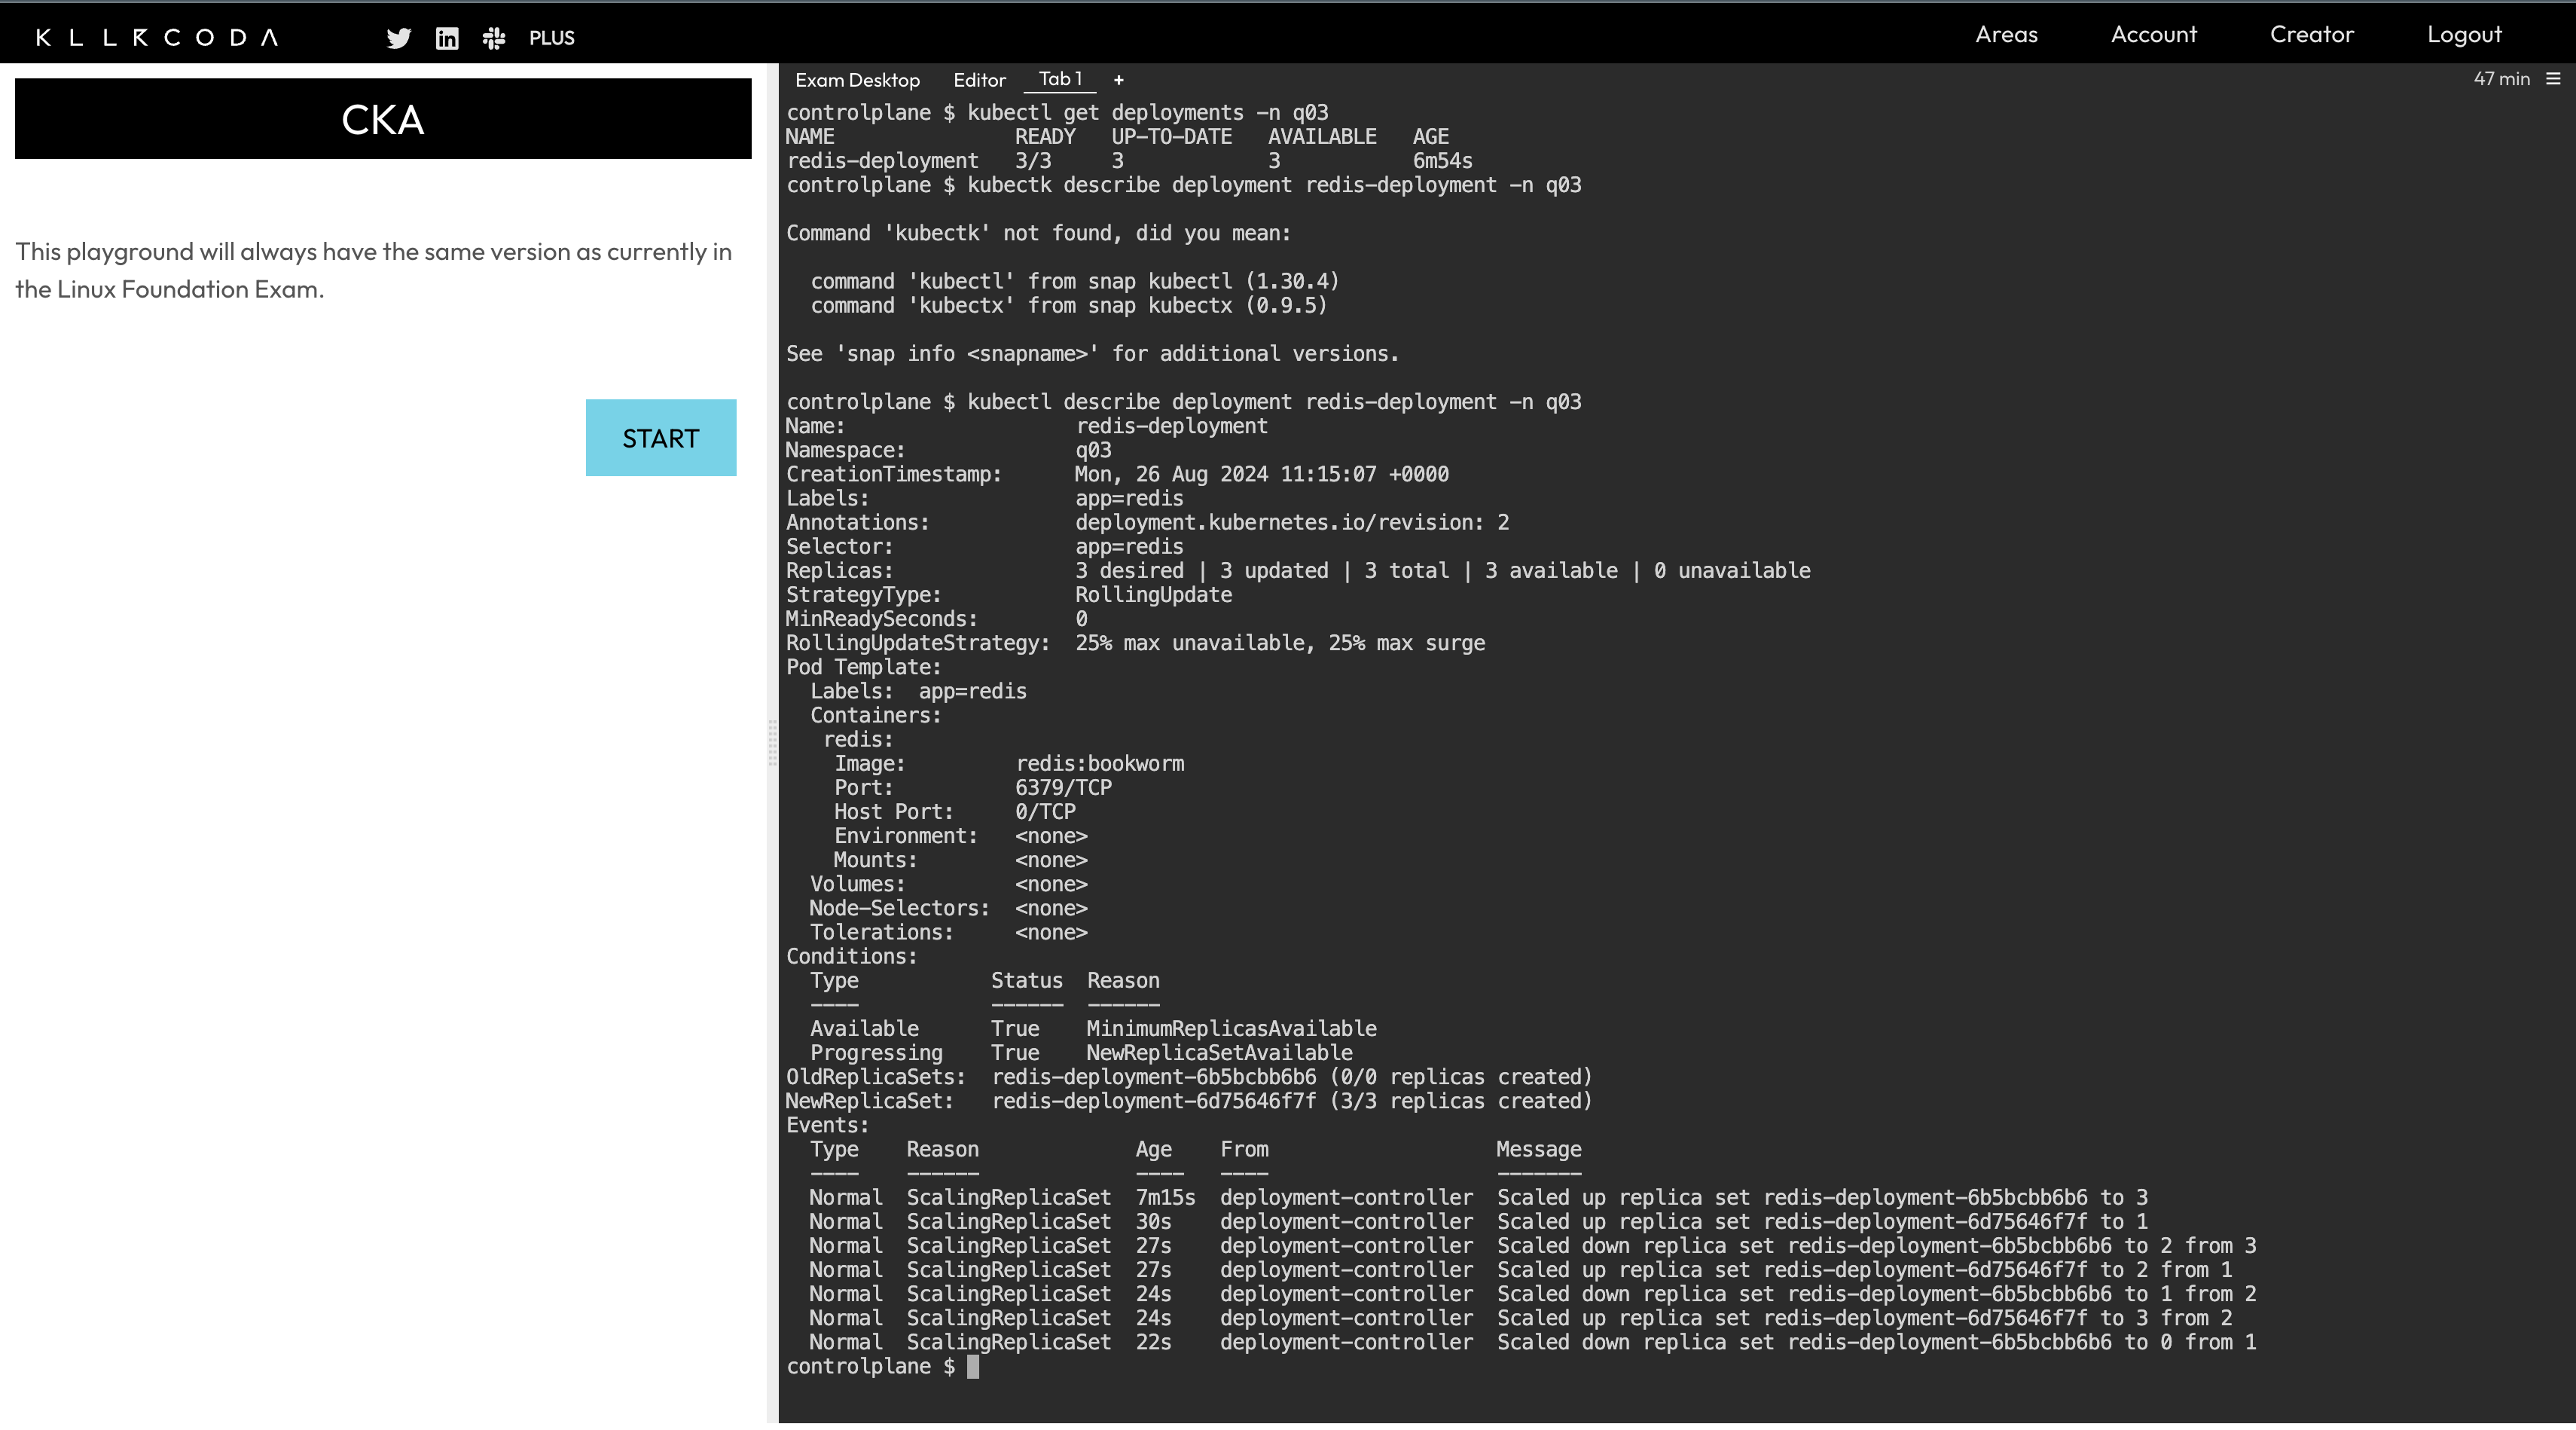 KLLRCODA PLUS Areas Account Creator Logout
CKA
This playground will always have the same version as currently in
the Linux Foundation Exam.
START
Exam Desktop Editor Tab 1 + 47 min
controlplane $ kubectl get deployments -n q03
NAME               READY   UP-TO-DATE   AVAILABLE   AGE
redis-deployment   3/3     3            3           6m54s
controlplane $ kubectk describe deployment redis-deployment -n q03
Command 'kubectk' not found, did you mean:
  command 'kubectl' from snap kubectl (1.30.4)
  command 'kubectx' from snap kubectx (0.9.5)
See 'snap info <snapname>' for additional versions.
controlplane $ kubectl describe deployment redis-deployment -n q03
Name:                   redis-deployment
Namespace:              q03
CreationTimestamp:      Mon, 26 Aug 2024 11:15:07 +0000
Labels:                 app=redis
Annotations:            deployment.kubernetes.io/revision: 2
Selector:               app=redis
Replicas:               3 desired | 3 updated | 3 total | 3 available | 0 unavailable
StrategyType:           RollingUpdate
MinReadySeconds:        0
RollingUpdateStrategy:  25% max unavailable, 25% max surge
Pod Template:
  Labels:  app=redis
  Containers:
   redis:
    Image:         redis:bookworm
    Port:          6379/TCP
    Host Port:     0/TCP
    Environment:   <none>
    Mounts:        <none>
  Volumes:         <none>
  Node-Selectors:  <none>
  Tolerations:     <none>
Conditions:
  Type           Status  Reason
  ----           ------  ------
  Available      True    MinimumReplicasAvailable
  Progressing    True    NewReplicaSetAvailable
OldReplicaSets:  redis-deployment-6b5bcbb6b6 (0/0 replicas created)
NewReplicaSet:   redis-deployment-6d75646f7f (3/3 replicas created)
Events:
  Type    Reason             Age    From                   Message
  ----    ------             ----   ----                   -------
  Normal  ScalingReplicaSet  7m15s  deployment-controller  Scaled up replica set redis-deployment-6b5bcbb6b6 to 3
  Normal  ScalingReplicaSet  30s    deployment-controller  Scaled up replica set redis-deployment-6d75646f7f to 1
  Normal  ScalingReplicaSet  27s    deployment-controller  Scaled down replica set redis-deployment-6b5bcbb6b6 to 2 from 3
  Normal  ScalingReplicaSet  27s    deployment-controller  Scaled up replica set redis-deployment-6d75646f7f to 2 from 1
  Normal  ScalingReplicaSet  24s    deployment-controller  Scaled down replica set redis-deployment-6b5bcbb6b6 to 1 from 2
  Normal  ScalingReplicaSet  24s    deployment-controller  Scaled up replica set redis-deployment-6d75646f7f to 3 from 2
  Normal  ScalingReplicaSet  22s    deployment-controller  Scaled down replica set redis-deployment-6b5bcbb6b6 to 0 from 1
controlplane $